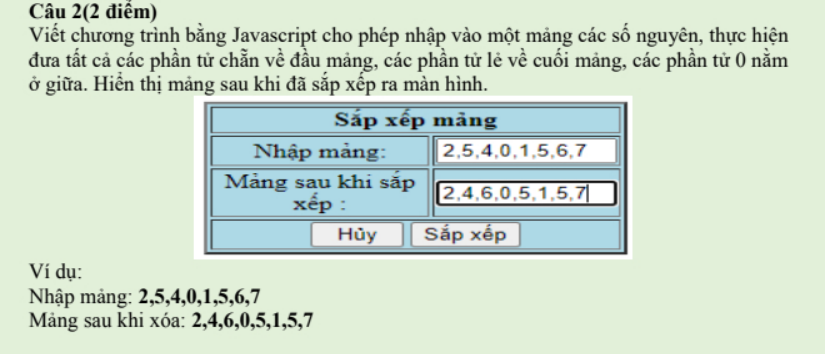 Câu 2(2 điểm)
Viết chương trình bằng Javascript cho phép nhập vào một mảng các số nguyên, thực hiện
đưa tất cả các phần tử chẵn về đầu mảng, các phần tử lẻ về cuối mảng, các phần tử 0 nằm
ở giữa. Hiển thị mảng sau khi đã sắp xếp ra màn hình.
Sắp xếp mảng
Nhập mảng: 2,5,4,0,1,5,6,7
Mảng sau khi sắp
xếp : 2,4,6,0,5,1,5,7
Hủy Sắp xếp
Ví dụ:
Nhập mảng: 2,5,4,0,1,5,6,7
Mảng sau khi xóa: 2,4,6,0,5,1,5,7